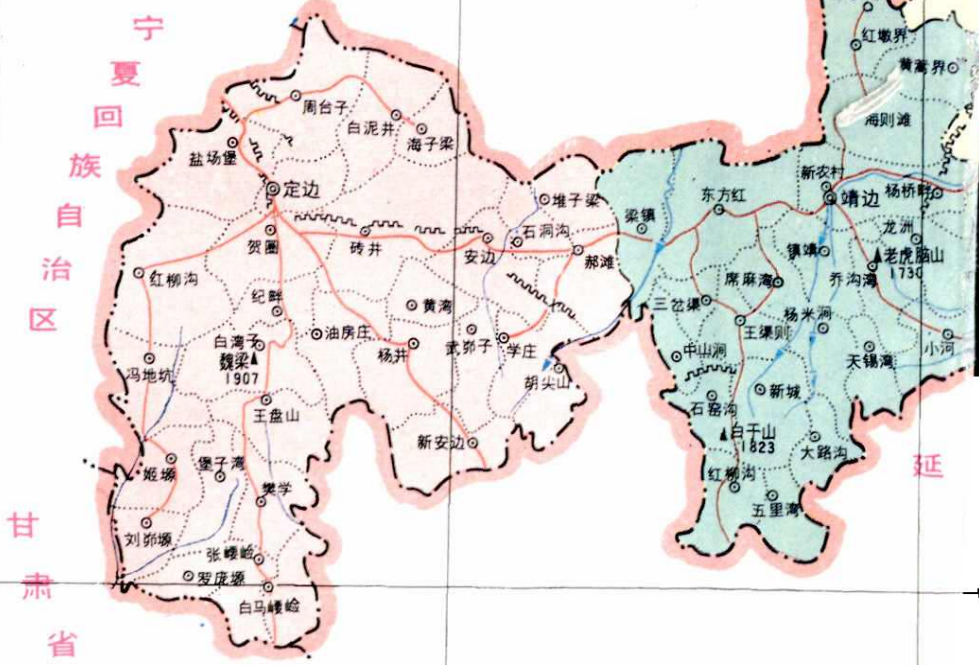 宁夏回族自治区
甘肃省
延
周台子
白泥井
海子梁
盐场堡
定边
贺圈
砖井
安边
石洞沟
堆子梁
郝滩
红柳沟
纪畔
黄湾
白湾子
魏梁
1907
油房庄
杨井
武峁子
学庄
胡尖山
冯地坑
王盘山
新安边
姬塬
堡子湾
樊学
刘峁塬
张崾崄
罗庞塬
白马崾崄
红墩界
黄蒿界
海则滩
新农村
靖边
杨桥畔
东方红
梁镇
镇靖
龙洲
老虎脑山
1730
席麻湾
乔沟湾
三岔渠
王渠则
杨米涧
小河
中山涧
天锡湾
石窑沟
新城
白于山
1823
大路沟
红柳沟
五里湾